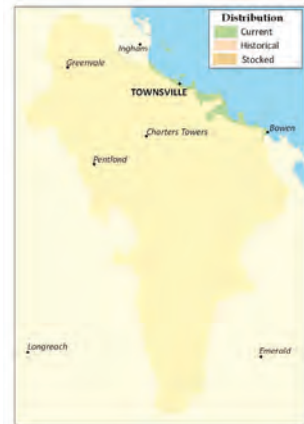 Distribution
Current
Historical
Stocked
Ingham
Greenvale
TOWNSVILLE
Charters Towers
Bowen
Pentland
Longreach
Emerald